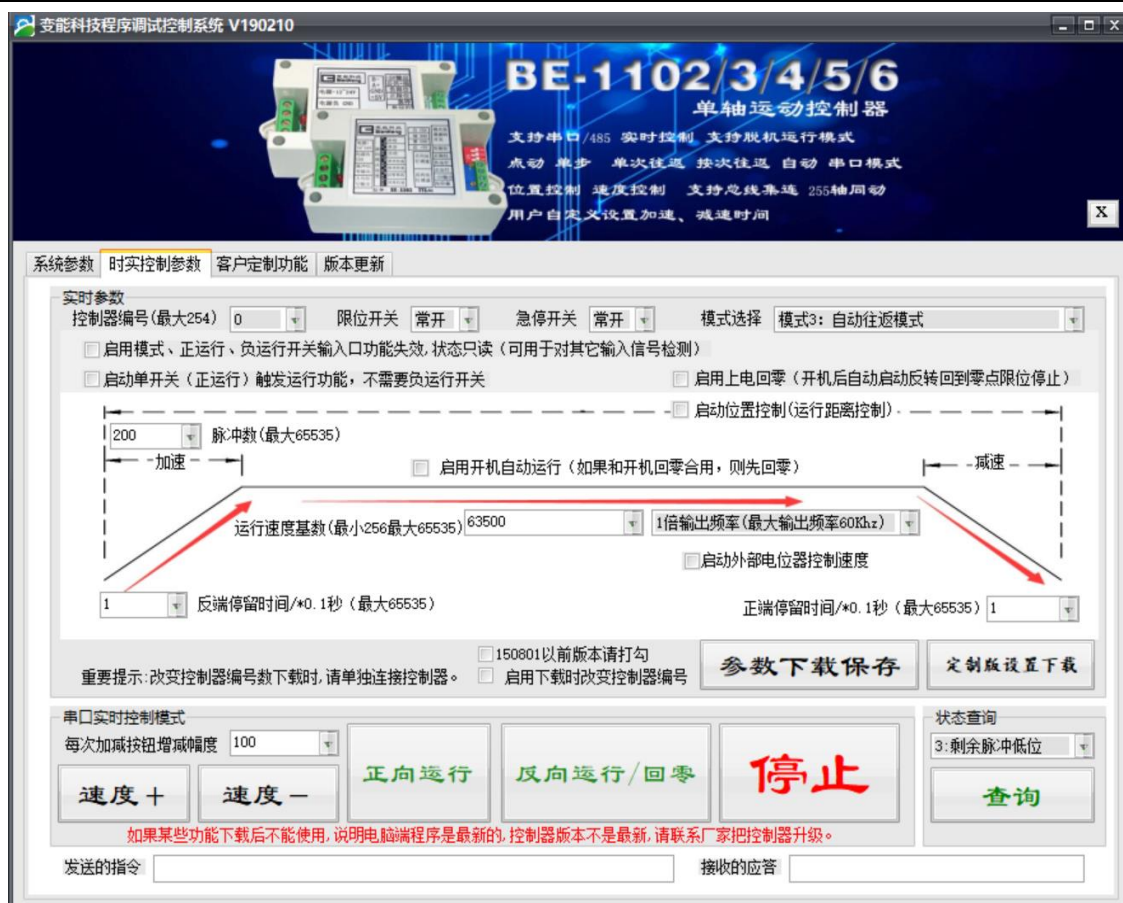 变能科技程序调试控制系统 V190210
BE-1102/3/4/5/6
单轴运动控制器
支持串口/485 实时控制 支持脱机运行模式
点动 单步 单次往返 按次往返 自动 串口模式
位置控制 速度控制 支持总线集连 255轴同动
用户自定义设置加速、减速时间
X
系统参数 时实控制参数 客户定制功能 版本更新
实时参数
控制器编号(最大254) 0 限位开关 常开 急停开关 常开 模式选择 模式3: 自动往返模式
启用模式、正运行、负运行开关输入口功能失效,状态只读(可用于对其它输入信号检测)
启动单开关(正运行)触发运行功能,不需要负运行开关 启用上电回零(开机后自动启动反转回到零点限位停止)
启动位置控制(运行距离控制)
200 脉冲数(最大65535)
加速 启用开机自动运行(如果和开机回零合用,则先回零) 减速
运行速度基数(最小256最大65535) 63500 1倍输出频率(最大输出频率60Khz)
启动外部电位器控制速度
1 反端停留时间/*0.1秒(最大65535) 正端停留时间/*0.1秒(最大65535) 1
150801以前版本请打勾
重要提示:改变控制器编号数下载时,请单独连接控制器。 启用下载时改变控制器编号 参数下载保存 定制版设置下载
串口实时控制模式 状态查询
每次加减按钮增减幅度 100 3:剩余脉冲低位
速度+ 速度- 正向运行 反向运行/回零 停止 查询
如果某些功能下载后不能使用,说明电脑端程序是最新的,控制器版本不是最新,请联系厂家把控制器升级。
发送的指令 接收的应答